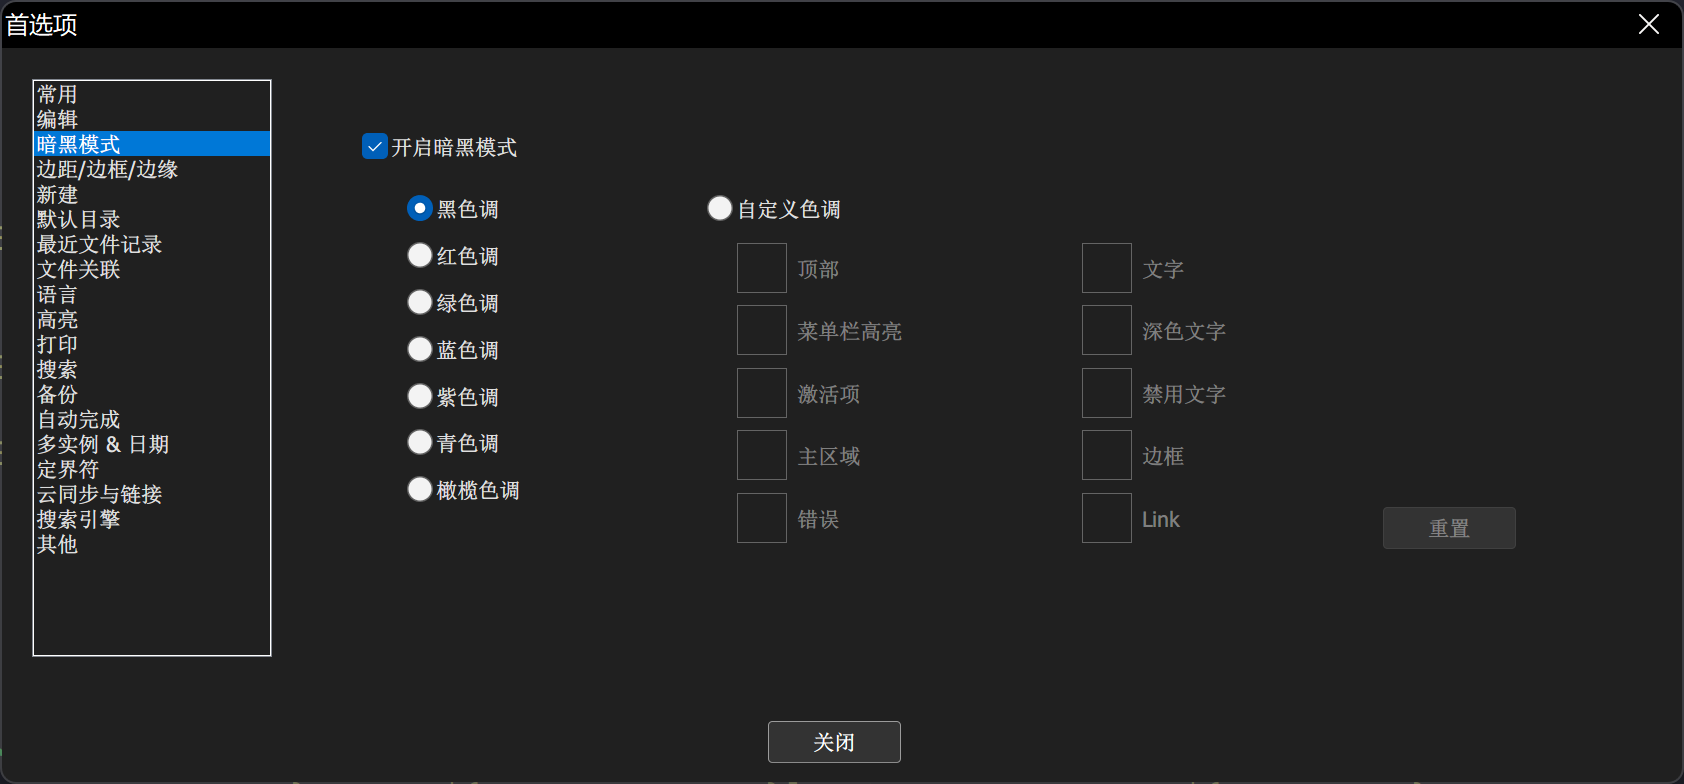 首选项
常用
编辑
暗黑模式
边距/边框/边缘
新建
默认目录
最近文件记录
文件关联
语言
高亮
打印
搜索
备份
自动完成
多实例 & 日期
定界符
云同步与链接
搜索引擎
其他
开启暗黑模式
黑色调
红色调
绿色调
蓝色调
紫色调
青色调
橄榄色调
自定义色调
顶部
菜单栏高亮
激活项
主区域
错误
文字
深色文字
禁用文字
边框
Link
重置
关闭